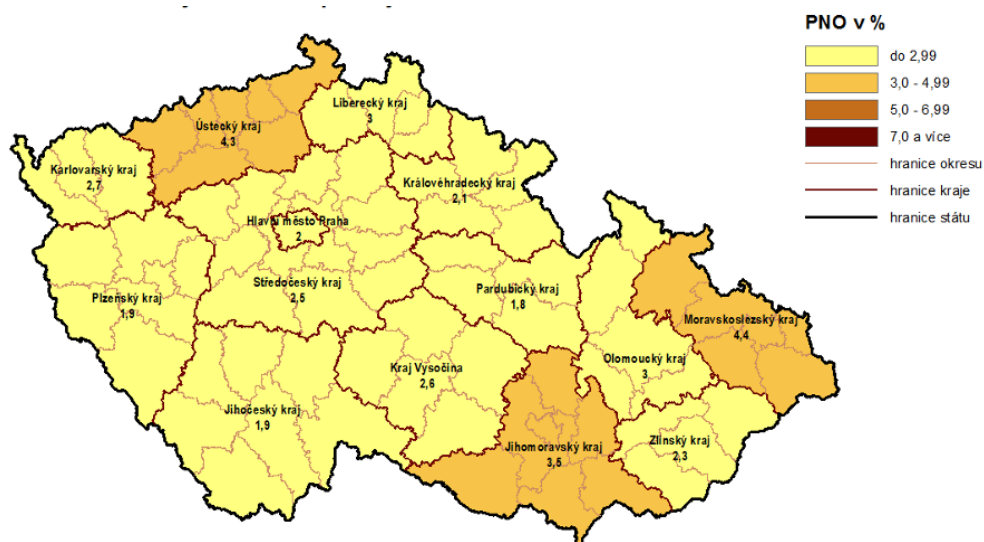 PNO v %
do 2,99
3,0 - 4,99
5,0 - 6,99
7,0 a více
hranice okresu
hranice kraje
hranice státu
Liberecký kraj
3
Ústecký kraj
4,3
Karlovarský kraj
2,7
Královéhradecký kraj
2,1
Hlavní město Praha
2
Středočeský kraj
2,5
Pardubický kraj
1,8
Plzeňský kraj
1,9
Moravskoslezský kraj
4,4
Olomoucký kraj
3
Kraj Vysočina
2,6
Jihočeský kraj
1,9
Zlínský kraj
2,3
Jihomoravský kraj
3,5